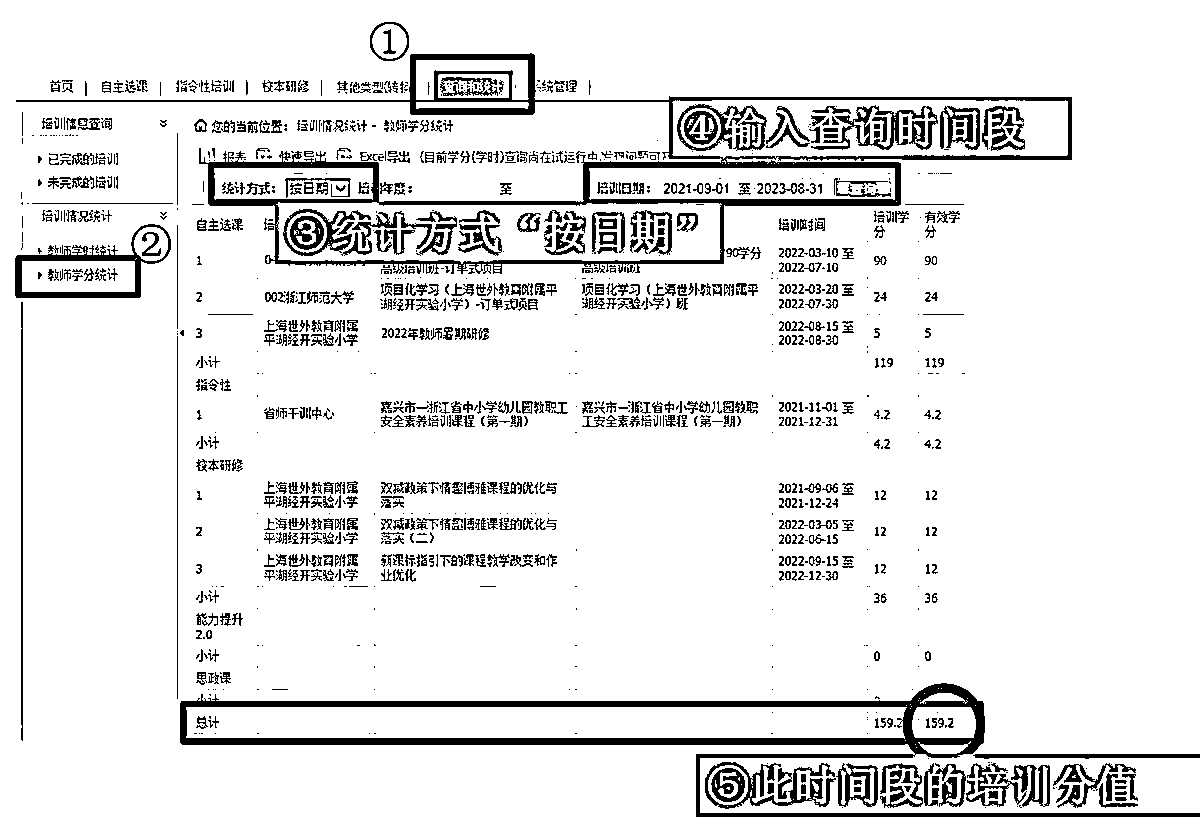 ①
首页 | 自主选课 | 指令性培训 | 校本研修 | 其他类型(转移) | 查询和统计 系统管理 |
培训信息查询
已完成的培训
未完成的培训
培训情况统计
教师学时统计
②
教师学分统计
您的当前位置：培训情况统计 - 教师学分统计
④输入查询时间段
报表 快速导出 Excel导出 (目前学分(学时)查询尚在试运行中,发现问题可及
统计方式：按日期 年度： 至 培训日期： 2021-09-01 至 2023-08-31 查询
③统计方式“按日期”
自主选课 培训时间 培训学分 有效学分
1 高级培训班-订单式项目 90学分高级培训班 2022-03-10 至 2022-07-10 90 90
2 002浙江师范大学 项目化学习（上海世外教育附属平湖经开实验小学）-订单式项目 项目化学习（上海世外教育附属平湖经开实验小学）班 2022-03-20 至 2022-07-30 24 24
3 上海世外教育附属平湖经开实验小学 2022年教师暑期研修 2022-08-15 至 2022-08-30 5 5
小计 119 119
指令性
1 省师干训中心 嘉兴市—浙江省中小学幼儿园教职工安全素养培训课程（第一期） 嘉兴市—浙江省中小学幼儿园教职工安全素养培训课程（第一期） 2021-11-01 至 2021-12-31 4.2 4.2
小计 4.2 4.2
校本研修
1 上海世外教育附属平湖经开实验小学 双减政策下情智博雅课程的优化与落实 2021-09-06 至 2021-12-24 12 12
2 上海世外教育附属平湖经开实验小学 双减政策下情智博雅课程的优化与落实（二） 2022-03-05 至 2022-06-15 12 12
3 上海世外教育附属平湖经开实验小学 新课标指引下的课程教学改变和作业优化 2022-09-15 至 2022-12-30 12 12
小计 36 36
能力提升2.0
小计 0 0
思政课
小计
总计 159.2 159.2
⑤此时间段的培训分值